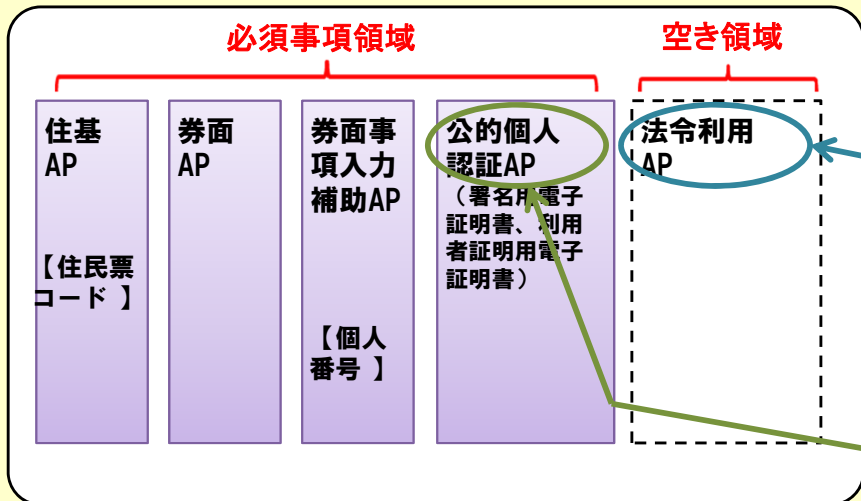 必須事項領域
空き領域
住基
AP
【住民票
コード 】
券面
AP
券面事
項入力
補助AP
【個人
番号 】
公的個人
認証AP
（署名用電子
証明書、利用
者証明用電子
証明書）
法令利用
AP